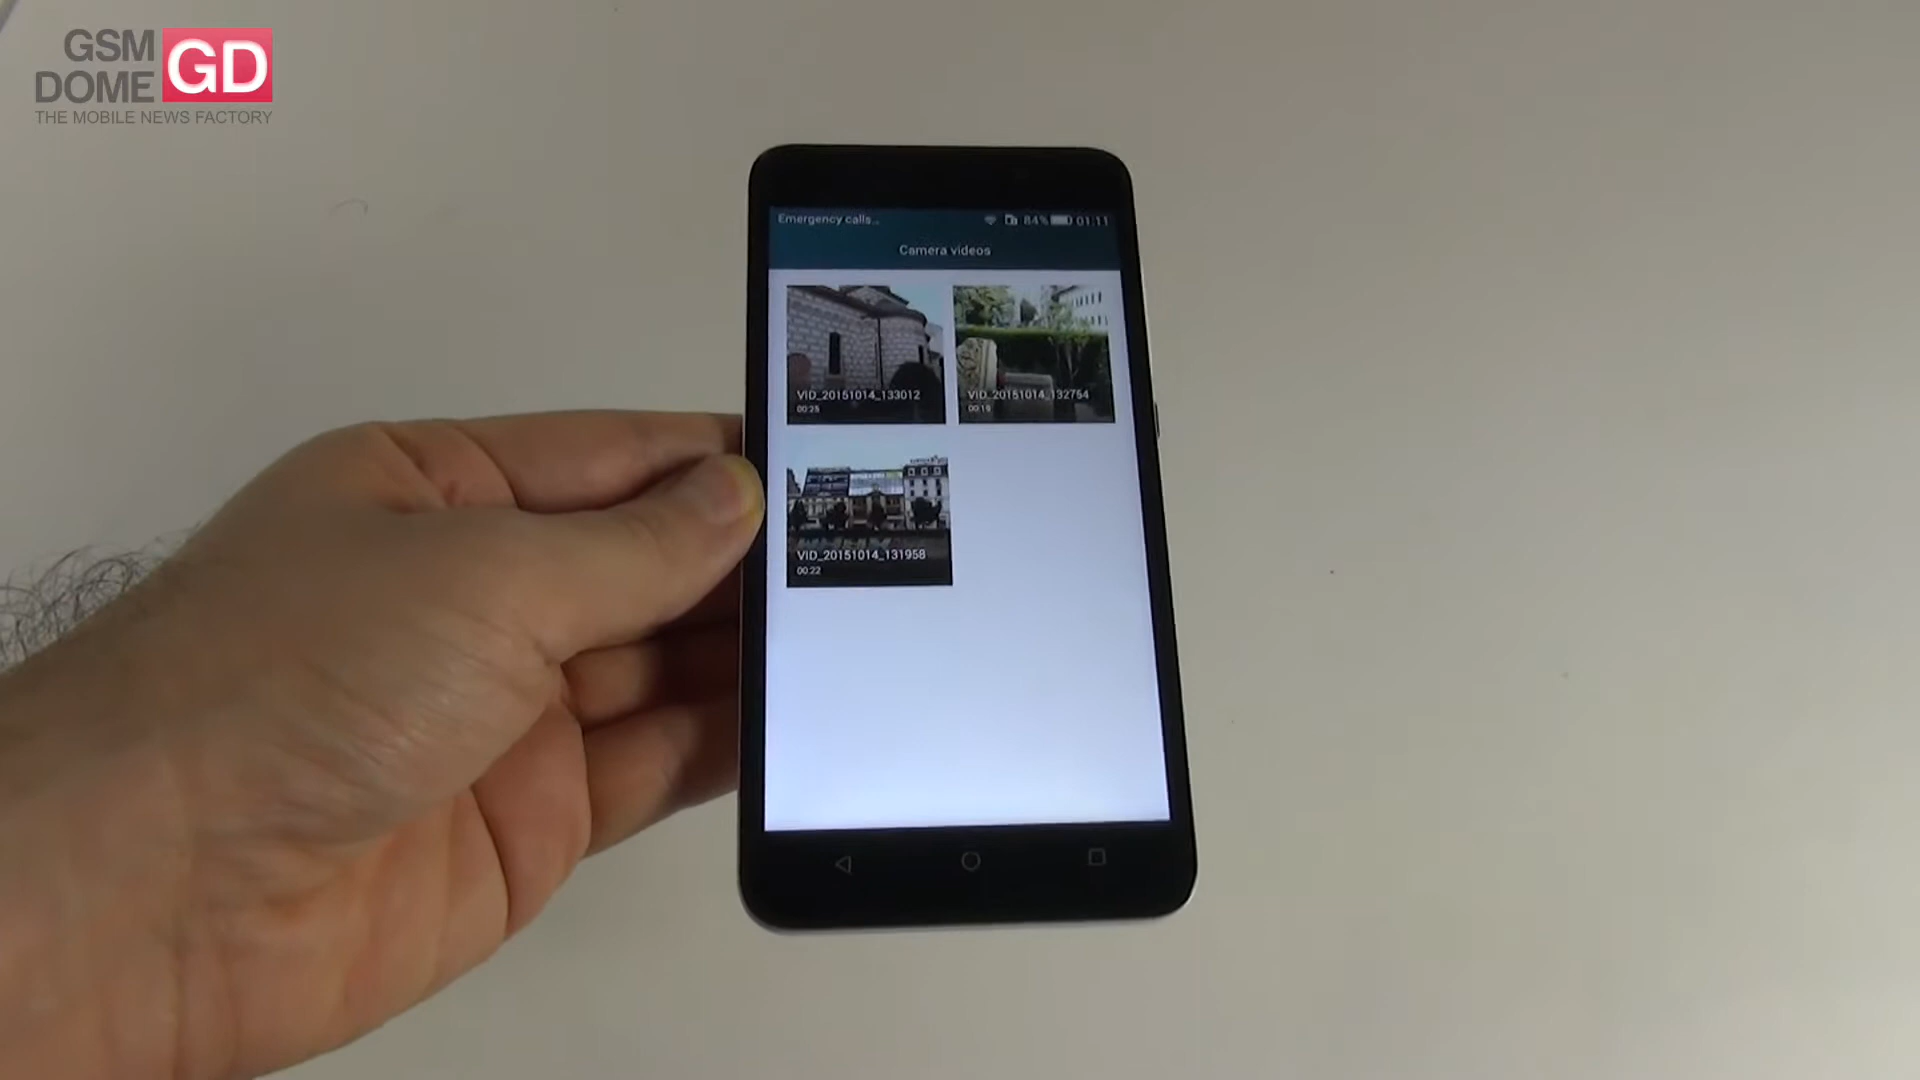 GSM
DOME
GD
THE MOBILE NEWS FACTORY
Emergency calls... 84% 01:11
Camera videos
VID_20151014_133012
00:25
VID_20151014_132754
00:19
VID_20151014_131958
00:22